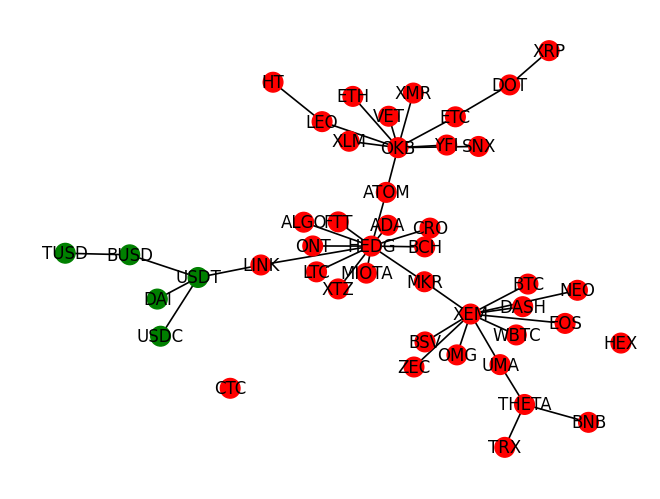 XRP
HT
DOT
ETH
XMR
VET
ETC
LEO
XLM
OKB
YFI
SNX
ATOM
ALGO
FTT
ADA
CRO
ONT
HEDG
BCH
TUSD
BUSD
LINK
LTC
MIOTA
USDT
XTZ
MKR
BTC
NEO
DAI
DASH
XEM
EOS
USDC
WBTC
BSV
HEX
OMG
ZEC
UMA
CTC
THETA
BNB
TRX